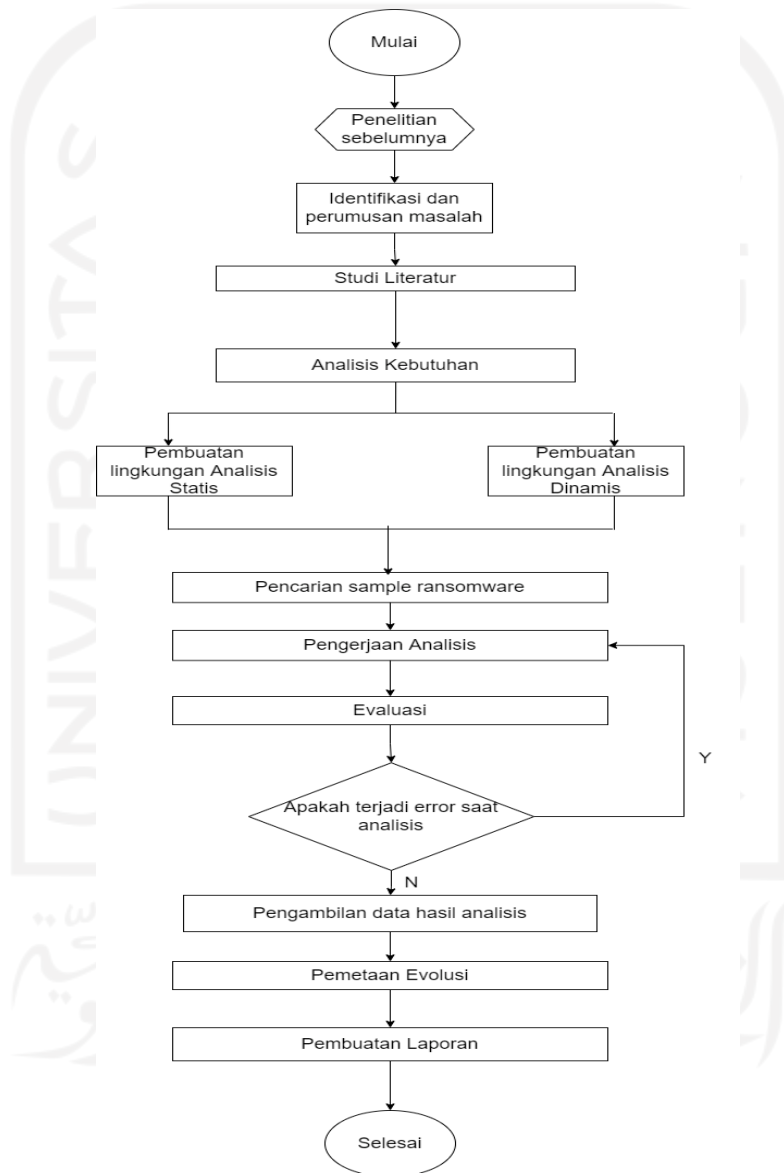 Mulai
Penelitian
sebelumnya
Identifikasi dan
perumusan masalah
Studi Literatur
Analisis Kebutuhan
Pembuatan
lingkungan Analisis
Statis
Pembuatan
lingkungan Analisis
Dinamis
Pencarian sample ransomware
Pengerjaan Analisis
Evaluasi
Y
Apakah terjadi error saat
analisis
N
Pengambilan data hasil analisis
Pemetaan Evolusi
Pembuatan Laporan
Selesai